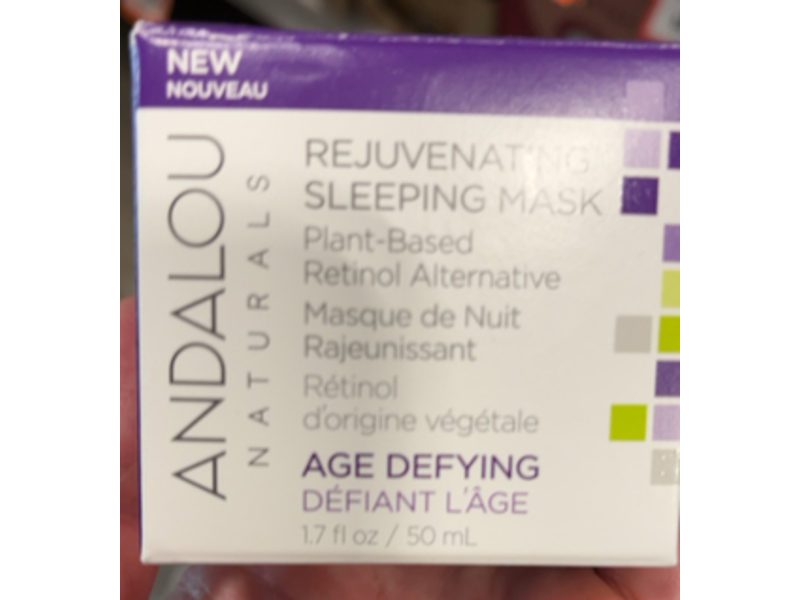 NEW
NOUVEAU
ANDALOU
NATURALS
REJUVENATING
SLEEPING MASK
Plant-Based
Retinol Alternative
Masque de Nuit
Rajeunissant
Rétinol
d'origine végétale
AGE DEFYING
DÉFIANT L'ÂGE
1.7 fl oz / 50 mL